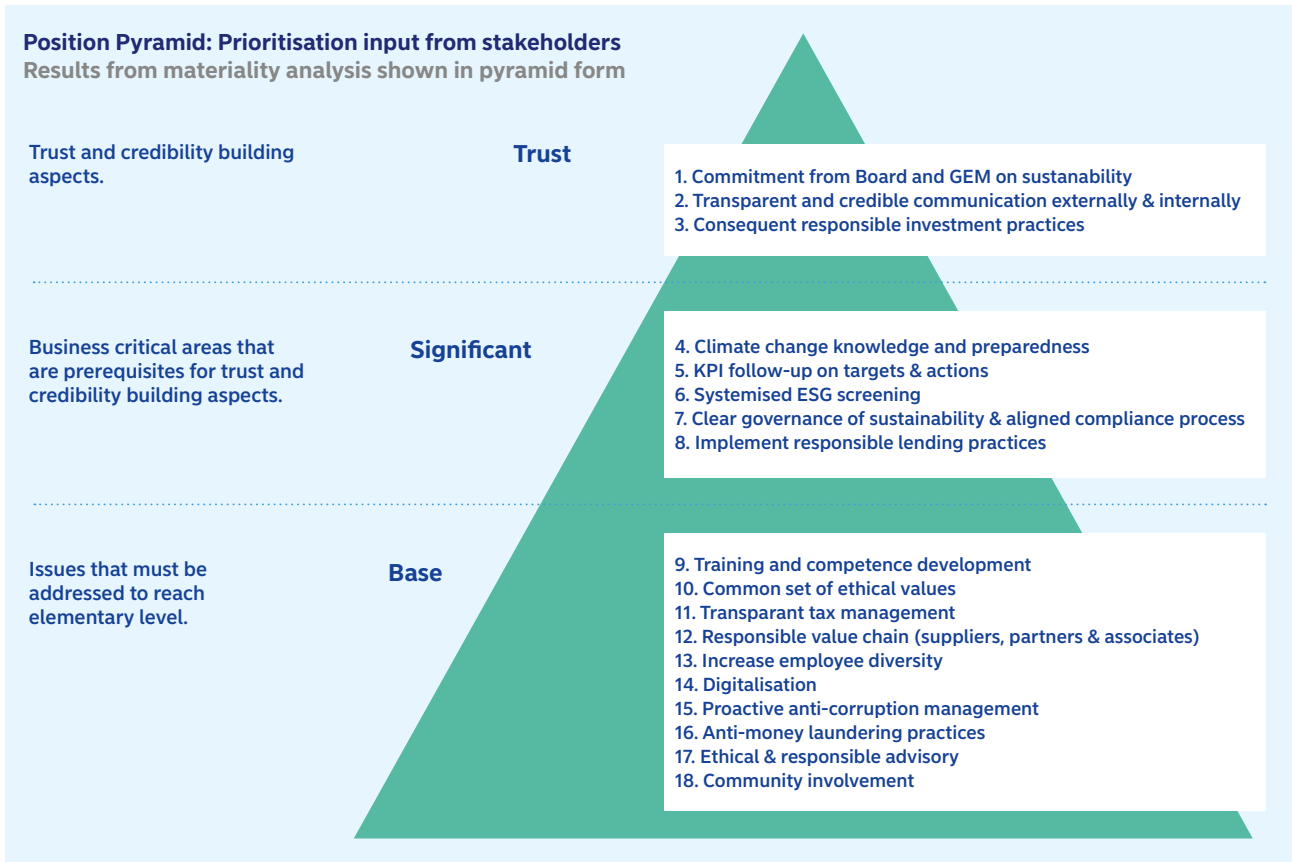 Position Pyramid: Prioritisation input from stakeholders
Results from materiality analysis shown in pyramid form
Trust and credibility building
aspects.
Trust
1. Commitment from Board and GEM on sustanability
2. Transparent and credible communication externally & internally
3. Consequent responsible investment practices
Business critical areas that
are prerequisites for trust and
credibility building aspects.
Significant
4. Climate change knowledge and preparedness
5. KPI follow-up on targets & actions
6. Systemised ESG screening
7. Clear governance of sustainability & aligned compliance process
8. Implement responsible lending practices
Issues that must be
addressed to reach
elementary level.
Base
9. Training and competence development
10. Common set of ethical values
11. Transparant tax management
12. Responsible value chain (suppliers, partners & associates)
13. Increase employee diversity
14. Digitalisation
15. Proactive anti-corruption management
16. Anti-money laundering practices
17. Ethical & responsible advisory
18. Community involvement